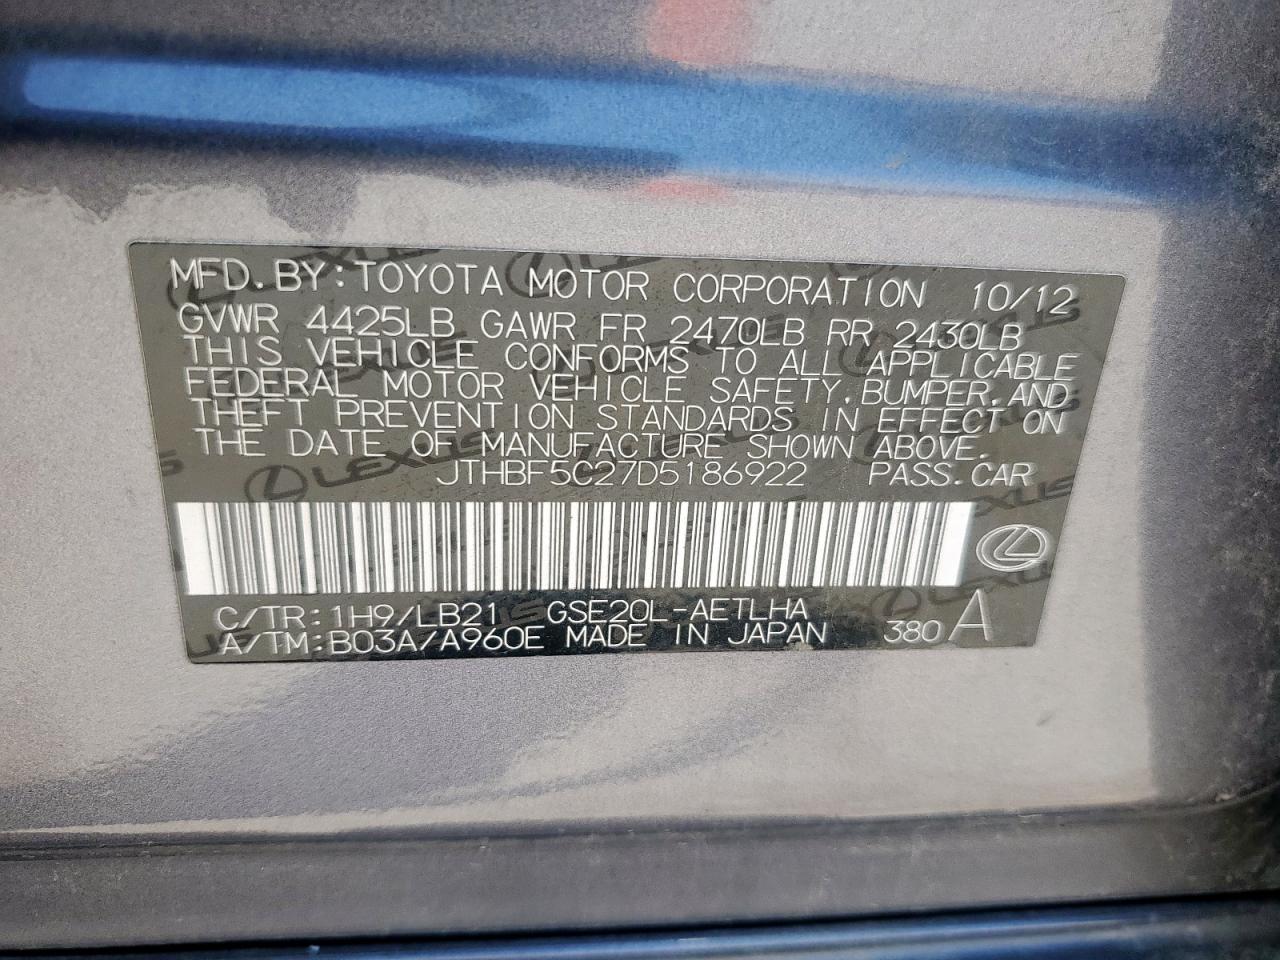 MFD. BY: TOYOTA MOTOR CORPORATION 10/12
GVWR 4425LB GAWR FR 2470LB RR 2430LB
THIS VEHICLE CONFORMS TO ALL APPLICABLE
FEDERAL MOTOR VEHICLE SAFETY, BUMPER, AND
THEFT PREVENTION STANDARDS IN EFFECT ON
THE DATE OF MANUFACTURE SHOWN ABOVE.
JTHBF5C27D5186922 PASS. CAR
C/TR: 1H9/LB21 GSE20L-AETLHA
A/TM: B03A/A960E MADE IN JAPAN 380 A